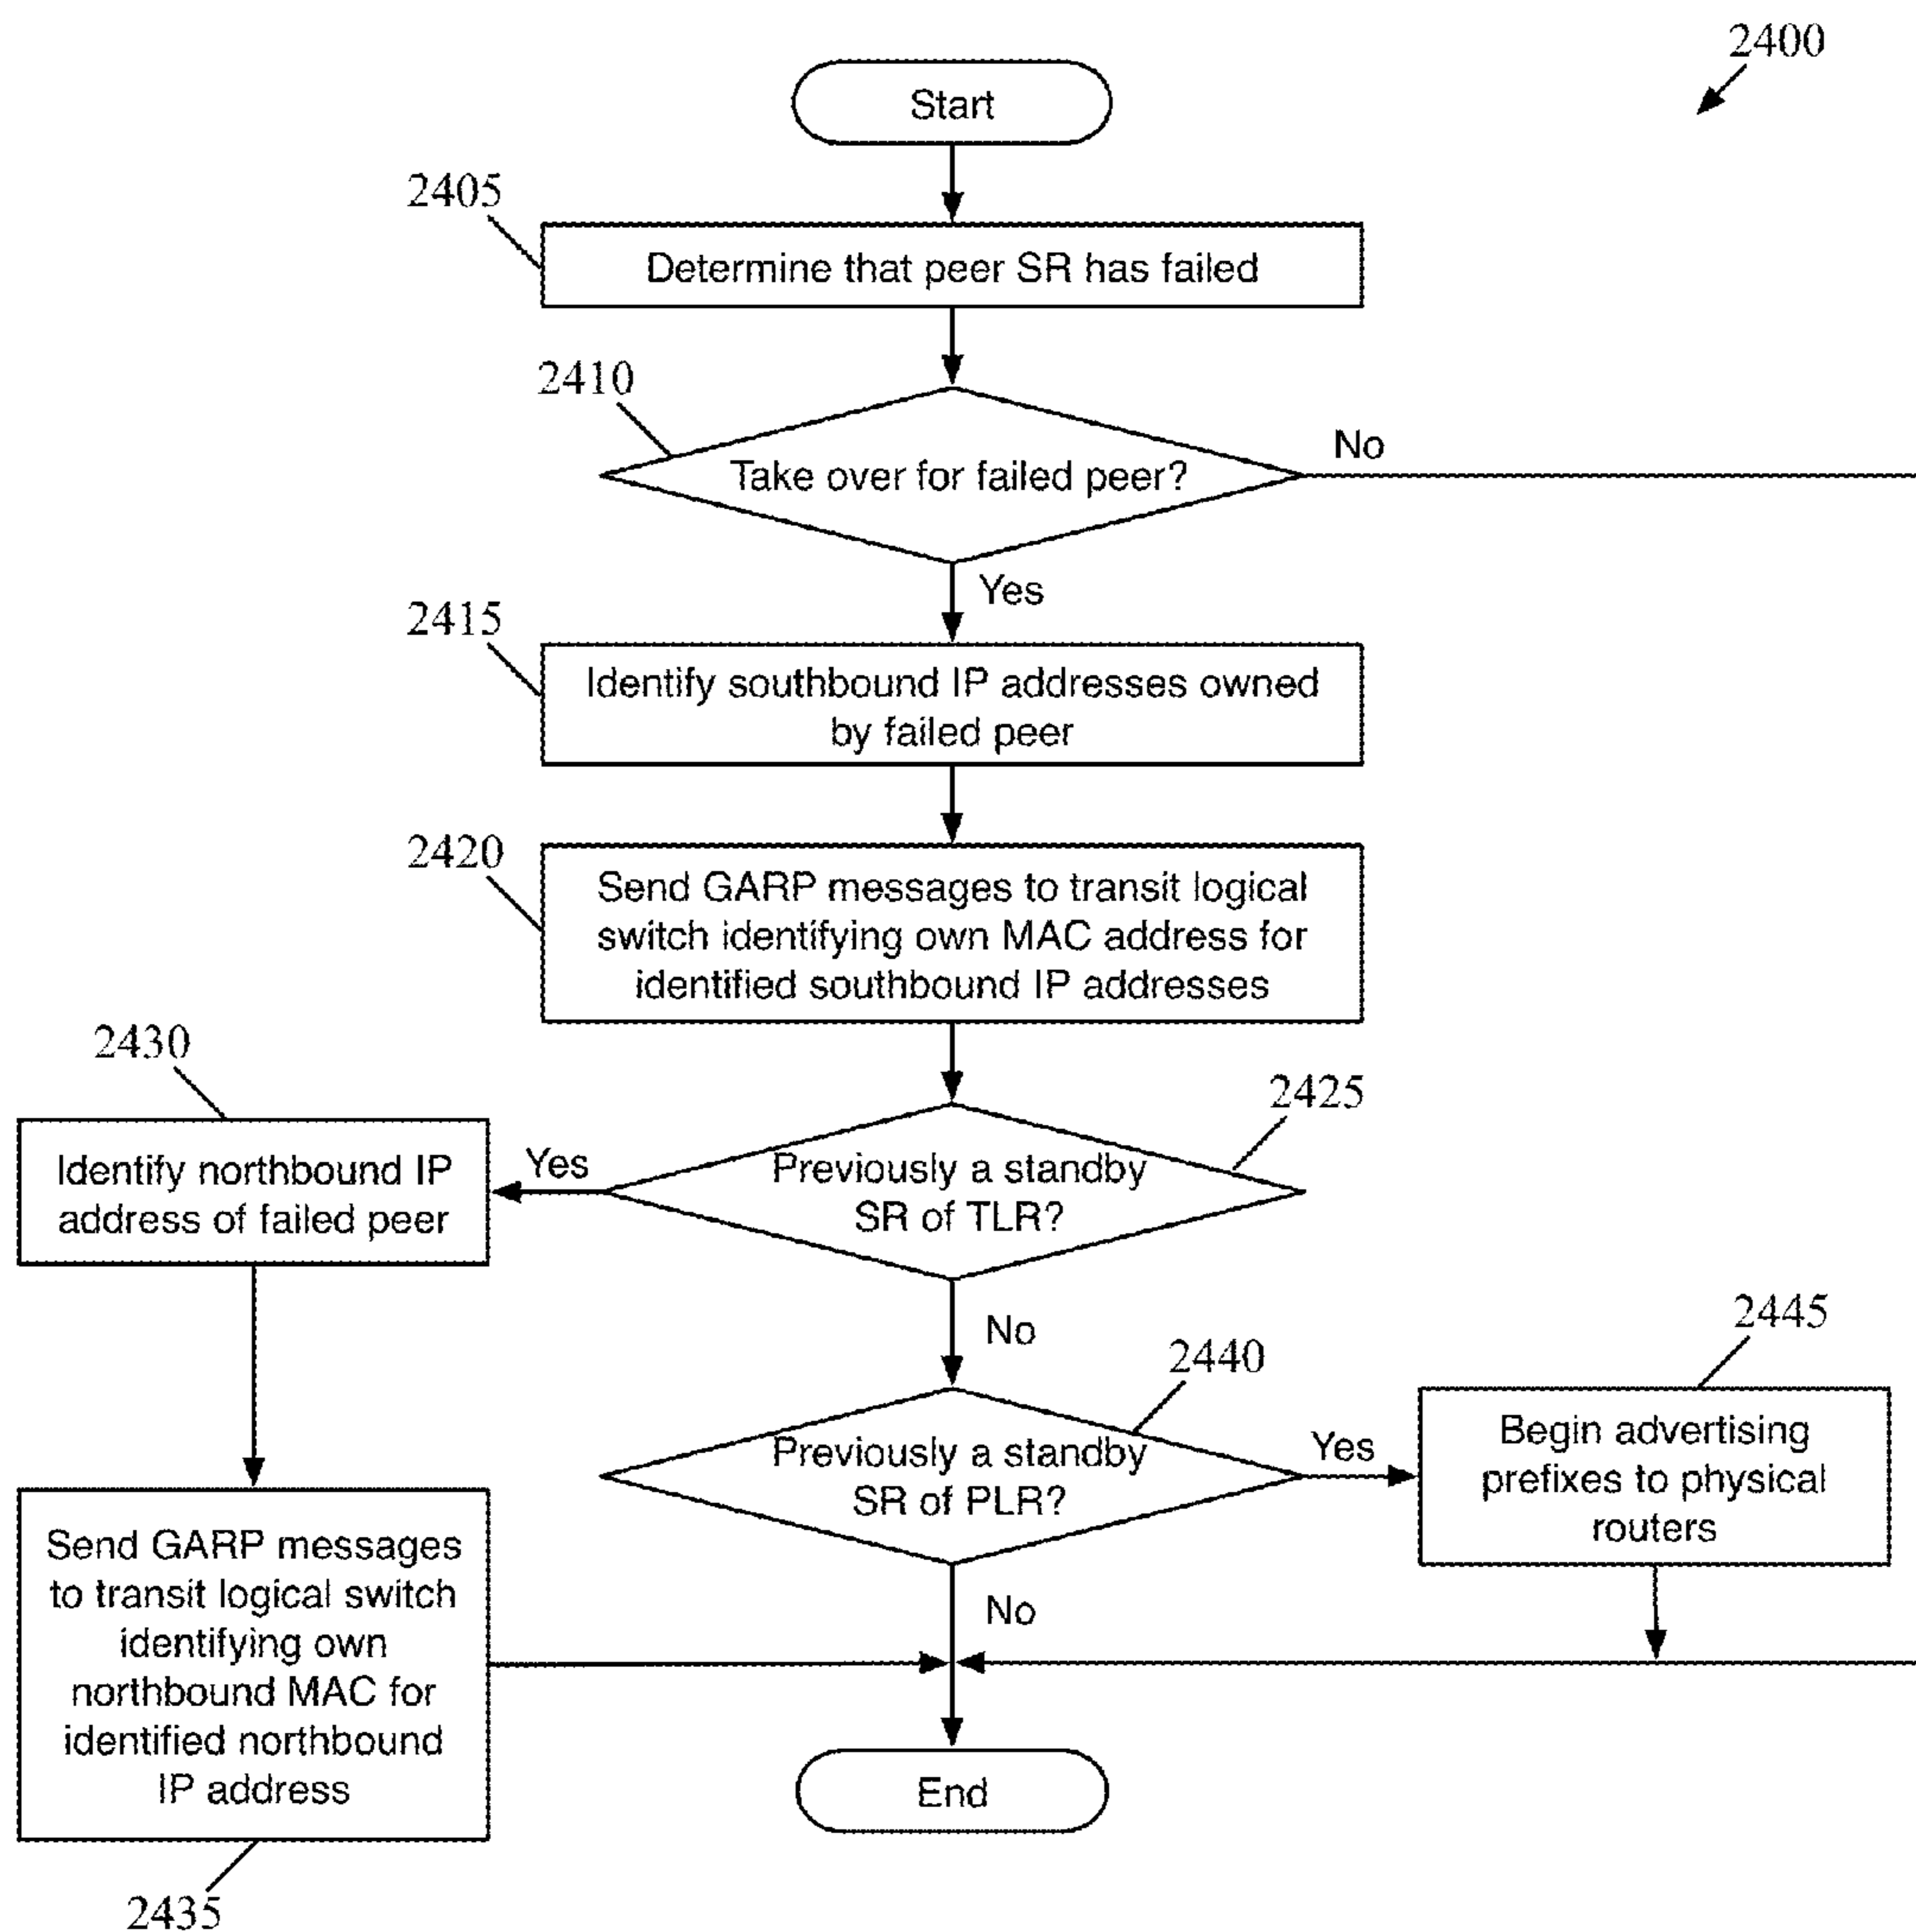 2400
Start
2405
Determine that peer SR has failed
2410
Take over for failed peer?
No
Yes
2415
Identify southbound IP addresses owned
by failed peer
2420
Send GARP messages to transit logical
switch identifying own MAC address for
identified southbound IP addresses
2430
2425
Identify northbound IP
address of failed peer
Yes
Previously a standby
SR of TLR?
No
2440
2445
Previously a standby
SR of PLR?
Yes
Begin advertising
prefixes to physical
routers
Send GARP messages
to transit logical switch
identifying own
northbound MAC for
identified northbound
IP address
No
End
2435